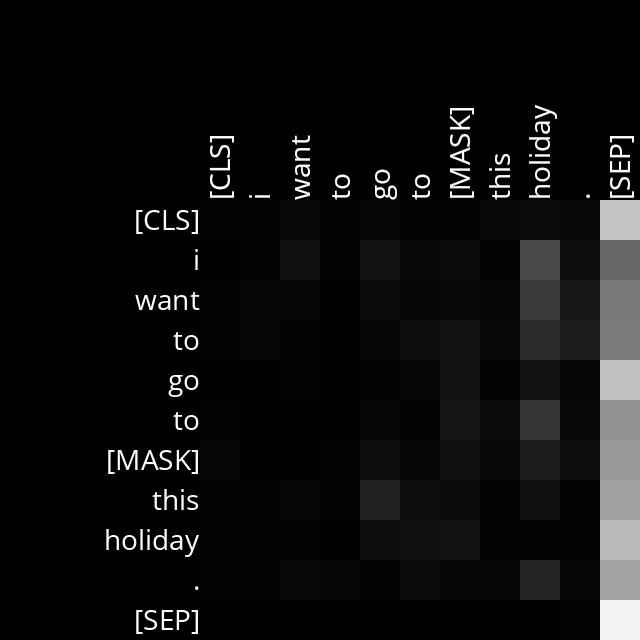 [CLS] i want to go to [MASK] this holiday . [SEP]
[CLS]
i
want
to
go
to
[MASK]
this
holiday
.
[SEP]